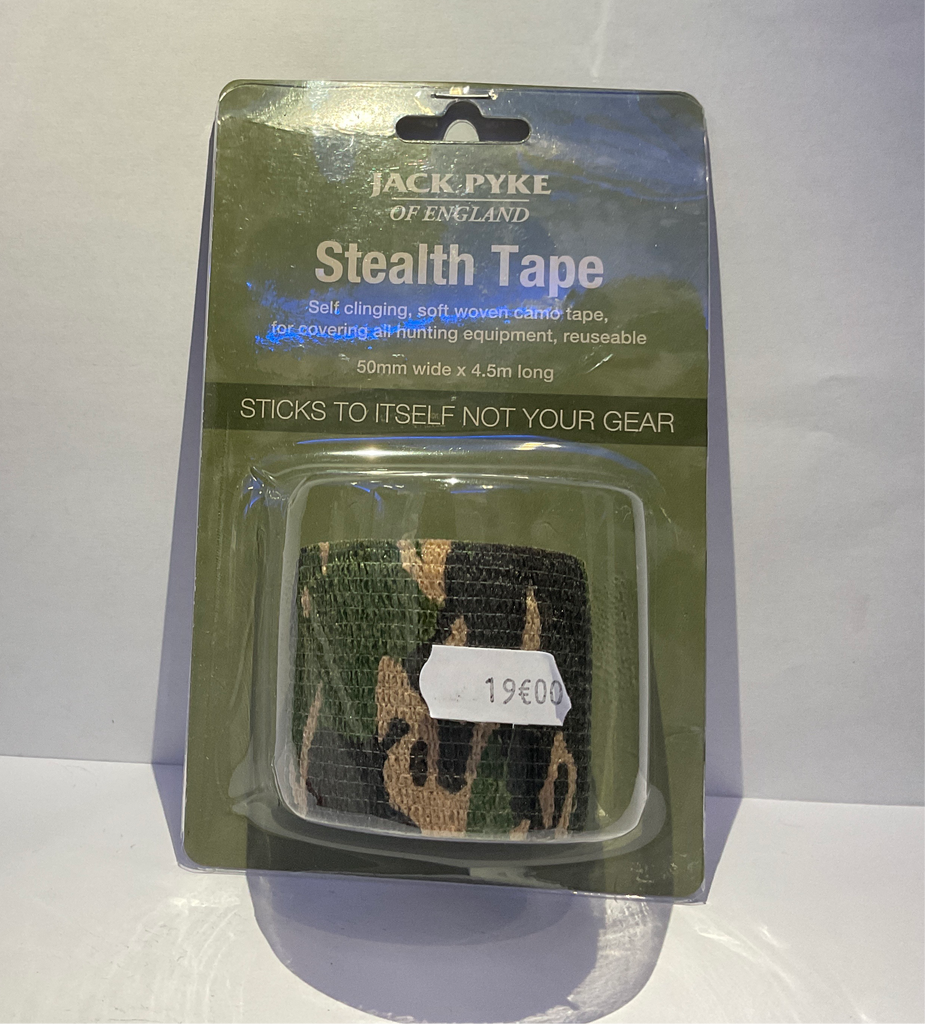 JACK PYKE
OF ENGLAND
Stealth Tape
Self clinging, soft woven camo tape,
for covering all hunting equipment, reuseable
50mm wide x 4.5m long
STICKS TO ITSELF NOT YOUR GEAR
19€00